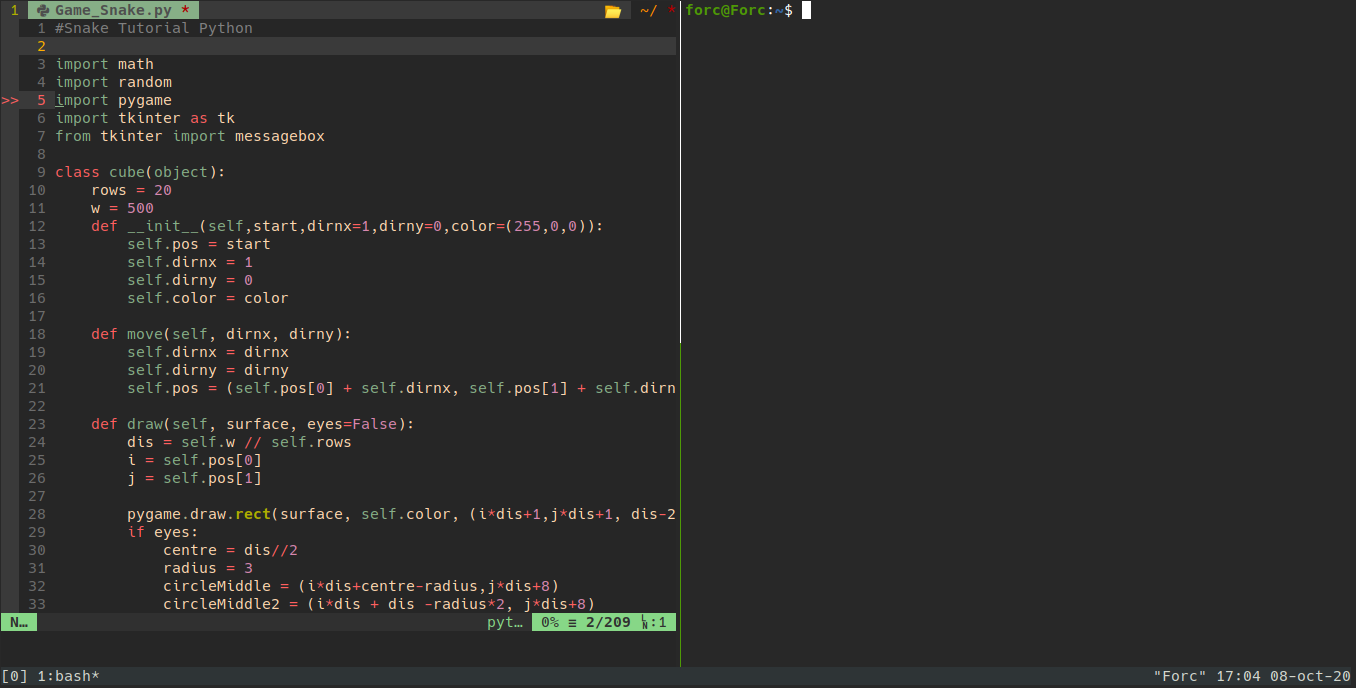 1 Game_Snake.py * ~/ *
1 #Snake Tutorial Python
2
3 import math
4 import random
>> 5 import pygame
6 import tkinter as tk
7 from tkinter import messagebox
8
9 class cube(object):
10     rows = 20
11     w = 500
12     def __init__(self,start,dirnx=1,dirny=0,color=(255,0,0)):
13         self.pos = start
14         self.dirnx = 1
15         self.dirny = 0
16         self.color = color
17
18     def move(self, dirnx, dirny):
19         self.dirnx = dirnx
20         self.dirny = dirny
21         self.pos = (self.pos[0] + self.dirnx, self.pos[1] + self.dirn
22
23     def draw(self, surface, eyes=False):
24         dis = self.w // self.rows
25         i = self.pos[0]
26         j = self.pos[1]
27
28         pygame.draw.rect(surface, self.color, (i*dis+1,j*dis+1, dis-2
29         if eyes:
30             centre = dis//2
31             radius = 3
32             circleMiddle = (i*dis+centre-radius,j*dis+8)
33             circleMiddle2 = (i*dis + dis -radius*2, j*dis+8)
N… pyt… 0% ≡ 2/209 :1
forc@Forc:~$
[0] 1:bash* "Forc" 17:04 08-oct-20